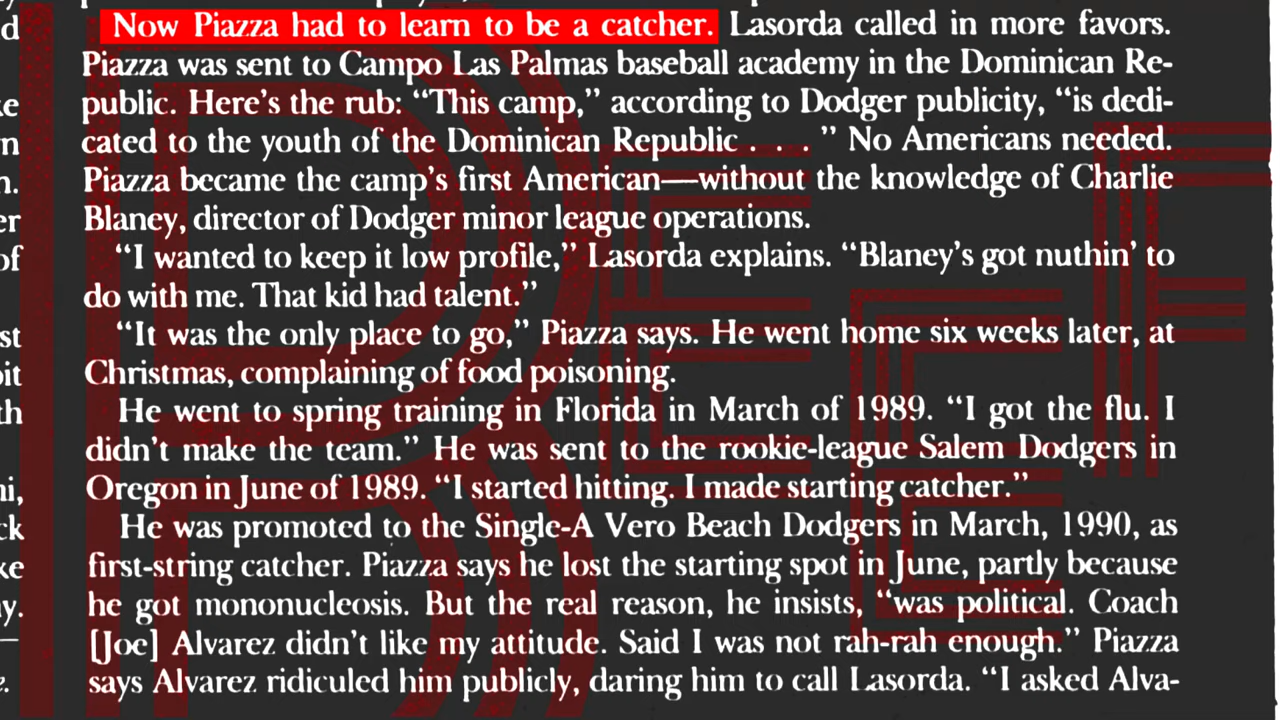 Now Piazza had to learn to be a catcher. Lasorda called in more favors.
Piazza was sent to Campo Las Palmas baseball academy in the Dominican Re-
public. Here's the rub: “This camp,” according to Dodger publicity, “is dedi-
cated to the youth of the Dominican Republic . . . ” No Americans needed.
Piazza became the camp's first American—without the knowledge of Charlie
Blaney, director of Dodger minor league operations.
“I wanted to keep it low profile,” Lasorda explains. “Blaney's got nuthin' to
do with me. That kid had talent.”
“It was the only place to go,” Piazza says. He went home six weeks later, at
Christmas, complaining of food poisoning.
He went to spring training in Florida in March of 1989. “I got the flu. I
didn't make the team.” He was sent to the rookie-league Salem Dodgers in
Oregon in June of 1989. “I started hitting. I made starting catcher.”
He was promoted to the Single-A Vero Beach Dodgers in March, 1990, as
first-string catcher. Piazza says he lost the starting spot in June, partly because
he got mononucleosis. But the real reason, he insists, “was political. Coach
[Joe] Alvarez didn't like my attitude. Said I was not rah-rah enough.” Piazza
says Alvarez ridiculed him publicly, daring him to call Lasorda. “I asked Alva-